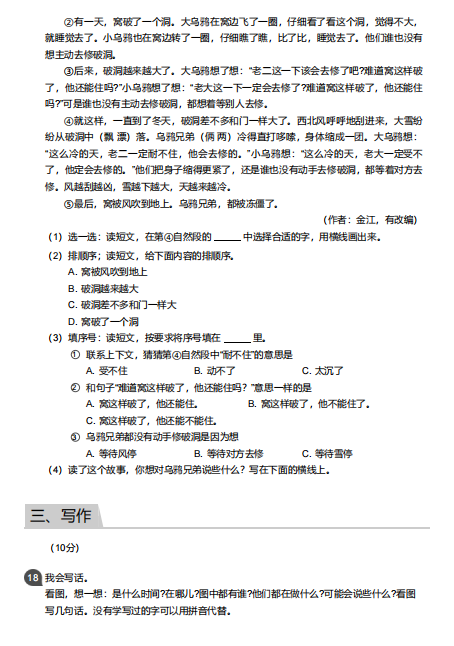 ②有一天，窝破了一个洞。大乌鸦在窝边飞了一圈，仔细看了看这个洞，觉得不大，
就睡觉去了。小乌鸦也在窝边转了一圈，仔细瞧了瞧，比了比，睡觉去了。他们谁也没有
想主动去修破洞。
③后来，破洞越来越大了。大乌鸦想了想：“老二这一下该会去修了吧?难道窝这样破
了，他还能住吗?”小乌鸦想了想：“老大这一下一定会去修了?难道窝这样破了，他还能住
吗?”可是谁也没有主动去修破洞，都想着等别人去修。
④就这样，一直到了冬天，破洞差不多和门一样大了。西北风呼呼地刮进来，大雪纷
纷从破洞中（飘 漂）落。乌鸦兄弟（俩 两）冷得直打哆嗦，身体缩成一团。大乌鸦想：
“这么冷的天，老二一定耐不住，他会去修的。”小乌鸦想：“这么冷的天，老大一定受不
了，他定会去修的。”他们把身子缩得更紧了，还是谁也没有动手去修破洞，都等着对方去
修。风越刮越凶，雪越下越大，天越来越冷。
⑤最后，窝被风吹到地上。乌鸦兄弟，都被冻僵了。
（作者：金江，有改编）
（1）选一选：读短文，在第④自然段的 _____ 中选择合适的字，用横线画出来。
（2）排顺序；读短文，给下面内容的排顺序。
A. 窝被风吹到地上
B. 破洞越来越大
C. 破洞差不多和门一样大
D. 窝破了一个洞
（3）填序号：读短文，按要求将序号填在 _____ 里。
① 联系上下文，猜猜第④自然段中“耐不住”的意思是
A. 受不住 B. 动不了 C. 太沉了
② 和句子“难道窝这样破了，他还能住吗？”意思一样的是
A. 窝这样破了，他还能住。 B. 窝这样破了，他不能住了。
C. 窝这样破了，他还能不能住。
③ 乌鸦兄弟都没有动手修破洞是因为想
A. 等待风停 B. 等待对方去修 C. 等待雪停
（4）读了这个故事，你想对乌鸦兄弟说些什么？写在下面的横线上。
三、写作
（10分）
18 我会写话。
看图，想一想：是什么时间?在哪儿?图中都有谁?他们都在做什么?可能会说些什么?看图
写几句话。没有学写过的字可以用拼音代替。